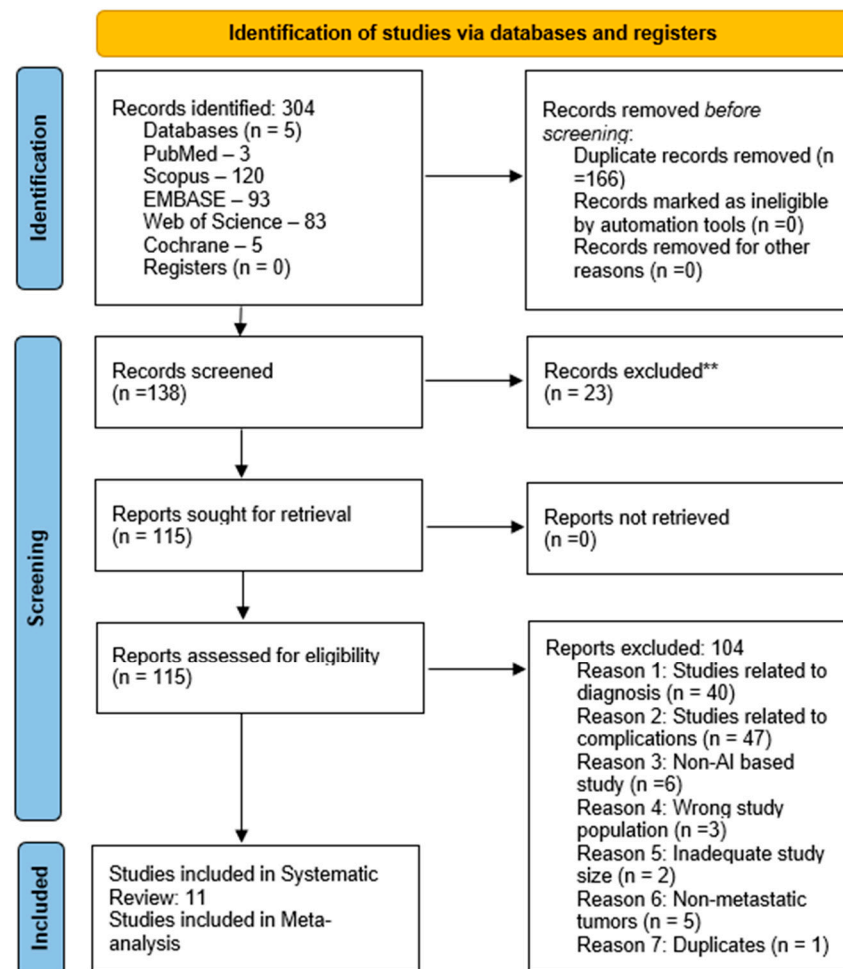 Identification of studies via databases and registers
Identification
Records identified: 304
Databases (n = 5)
PubMed – 3
Scopus – 120
EMBASE – 93
Web of Science – 83
Cochrane – 5
Registers (n = 0)
Records removed before
screening:
Duplicate records removed (n
=166)
Records marked as ineligible
by automation tools (n =0)
Records removed for other
reasons (n =0)
Screening
Records screened
(n =138)
Records excluded**
(n = 23)
Reports sought for retrieval
(n = 115)
Reports not retrieved
(n =0)
Reports assessed for eligibility
(n = 115)
Reports excluded: 104
Reason 1: Studies related to
diagnosis (n = 40)
Reason 2: Studies related to
complications (n = 47)
Reason 3: Non-AI based
study (n =6)
Reason 4: Wrong study
population (n =3)
Reason 5: Inadequate study
size (n = 2)
Reason 6: Non-metastatic
tumors (n = 5)
Reason 7: Duplicates (n = 1)
Included
Studies included in Systematic
Review: 11
Studies included in Meta-
analysis